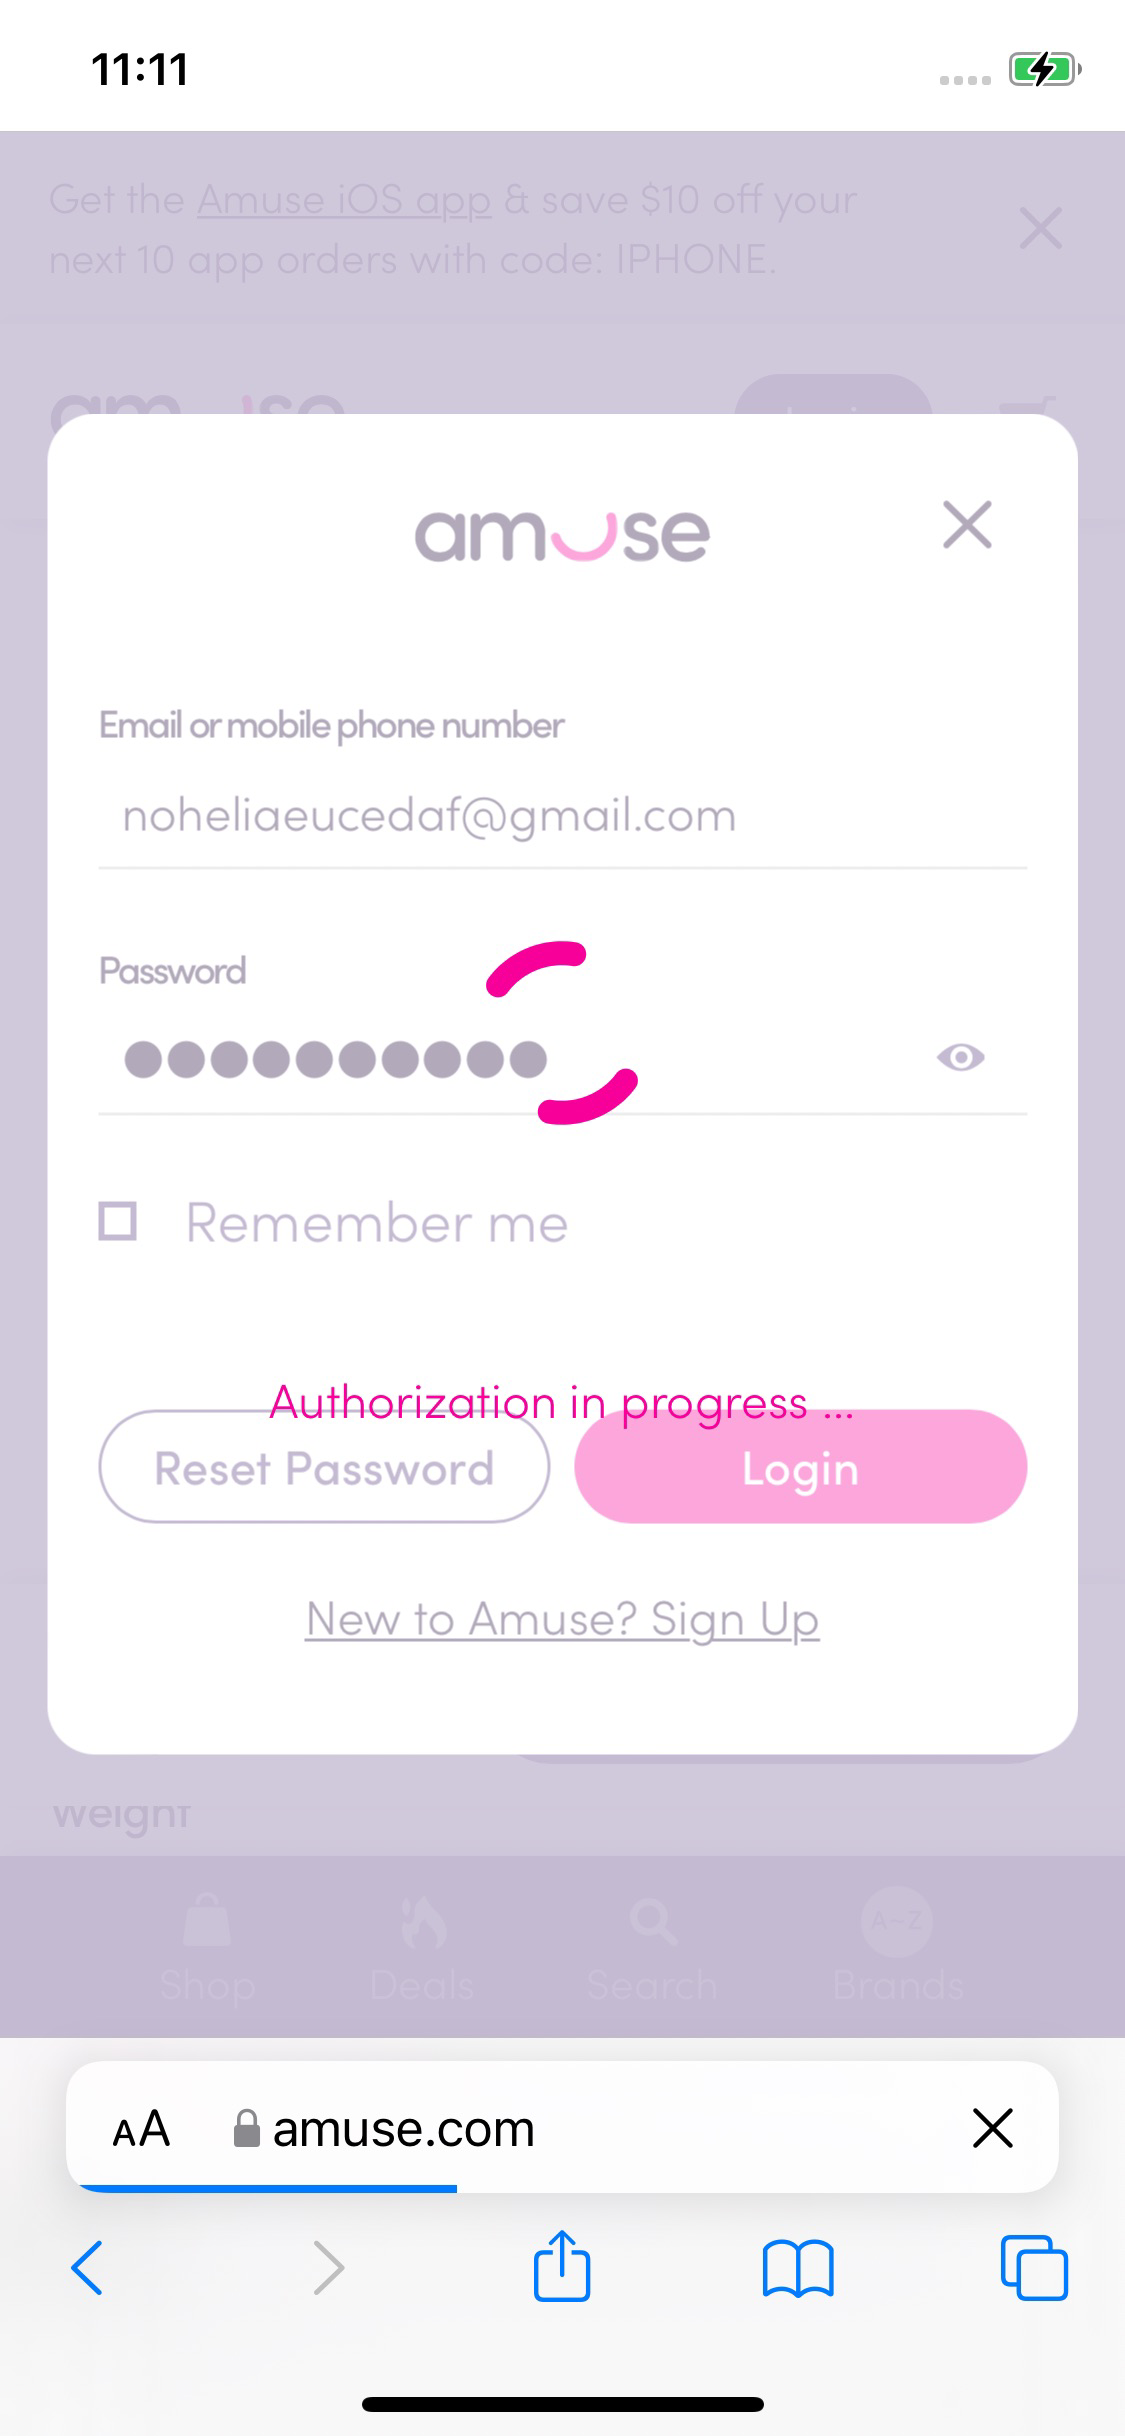 11:11
Get the Amuse iOS app & save $10 off your
next 10 app orders with code: IPHONE.
amuse
Email or mobile phone number
noheliaeucedaf@gmail.com
Password
Remember me
Authorization in progress ...
Reset Password
Login
New to Amuse? Sign Up
weight
Shop
Deals
Search
A-Z
Brands
AA
amuse.com